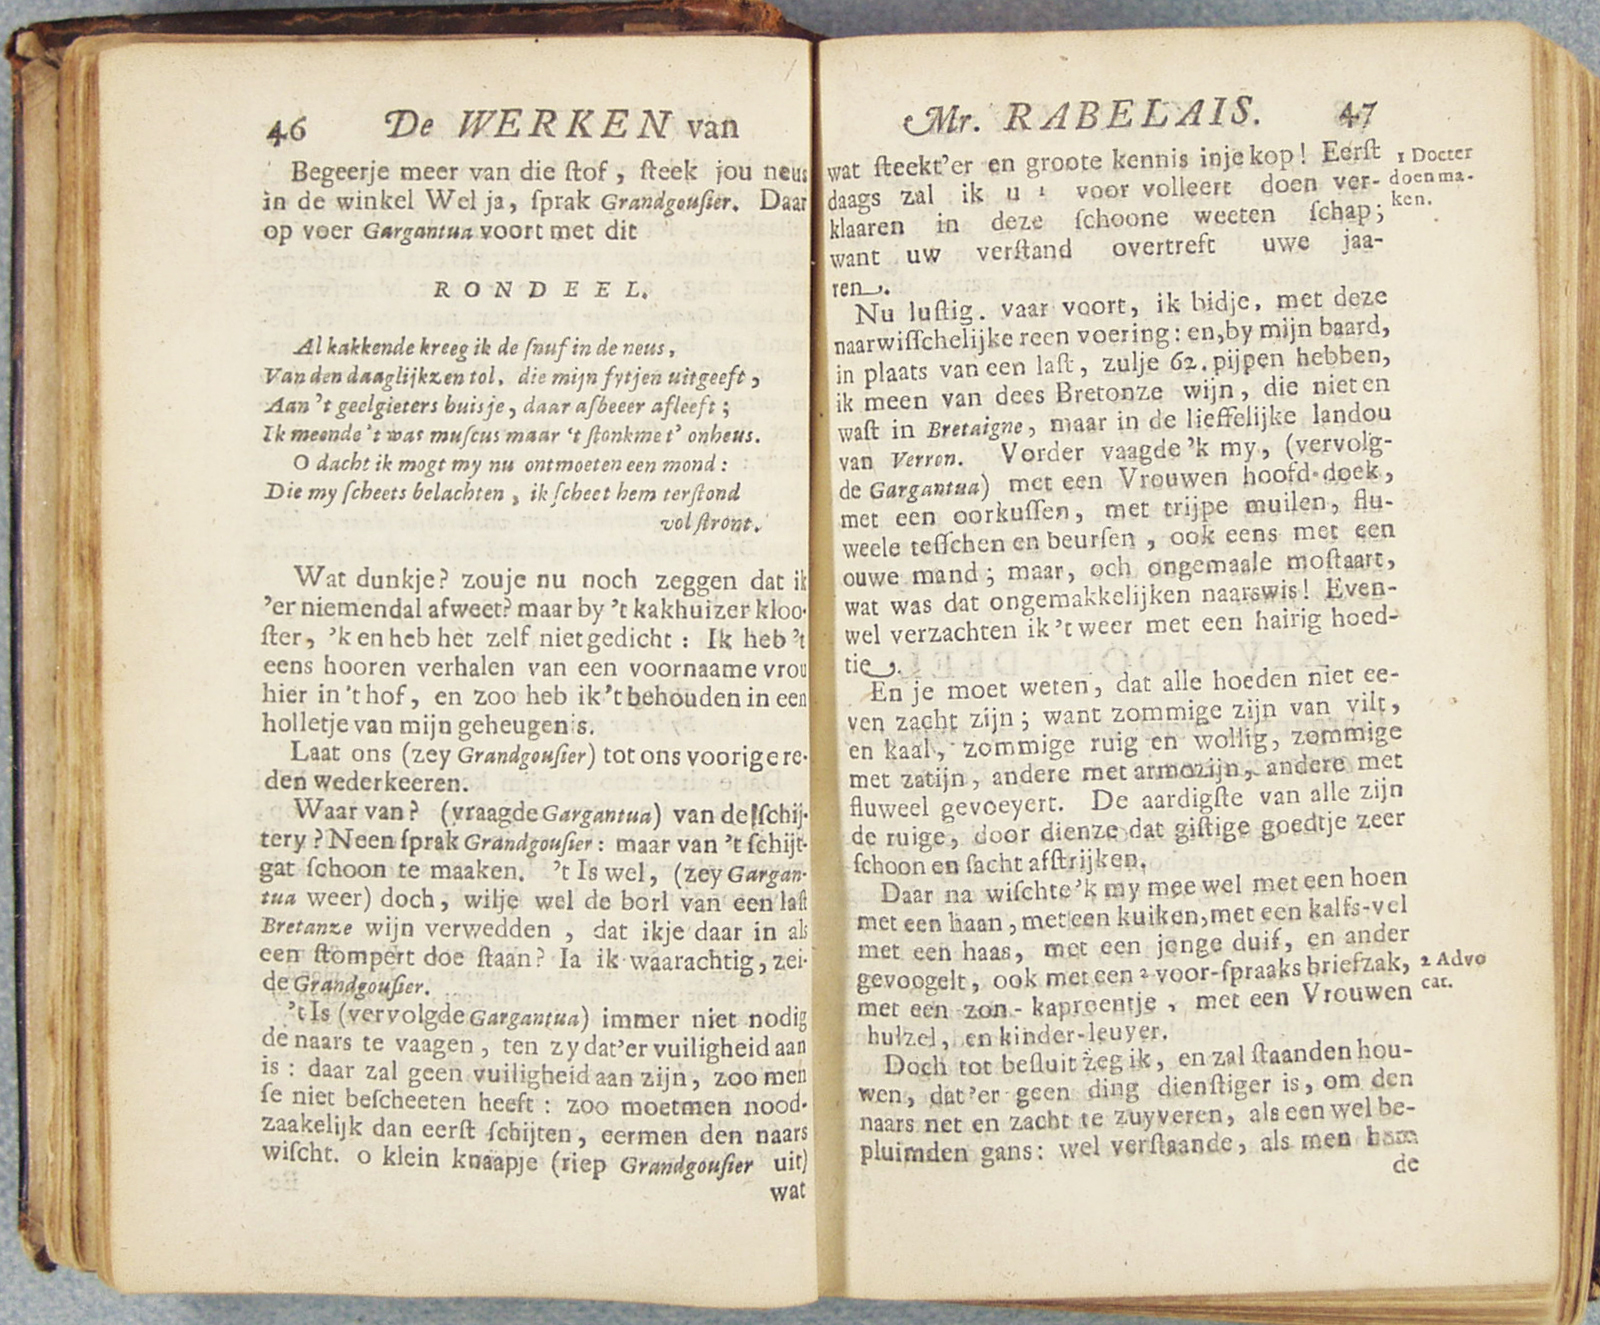 46 De WERKEN van
Begeerje meer van die ſtof, ſteek jou neus
in de winkel Wel ja, ſprak Grandgouſier. Daar
op voer Gargantua voort met dit
RONDEEL.
Al kakkende kreeg ik de ſnuf in de neus,
Van den daaglijkzen tol, die mijn fytjen uitgeeft,
Aan 't geelgieters huisje, daar aſbeeer afleeft;
Ik meende 't was muſcus maar 't ſtonk met' onheus.
O dacht ik mogt my nu ontmoeten een mond:
Die my ſcheets belachten, ik ſcheet hem terſtond
vol ſtront.
Wat dunkje? zouje nu noch zeggen dat ik
'er niemendal afweet? maar by 't kakhuizer kloo-
ſter, 'k en heb het zelf niet gedicht: Ik heb 't
eens hooren verhalen van een voornaame vrou
hier in 't hof, en zoo heb ik 't behouden in een
holletje van mijn geheugenis.
Laat ons (zey Grandgouſier) tot ons voorige re-
den wederkeeren.
Waar van? (vraagde Gargantua) van de ſchij-
tery? Neen ſprak Grandgouſier: maar van 't ſchijt-
gat ſchoon te maaken. 't Is wel, (zey Gargan-
tua weer) doch, wilje wel de borl van een laſt
Bretanze wijn verwedden, dat ikje daar in als
een ſtompert doe ſtaan? Ia ik waarachtig, zei-
de Grandgouſier.
't Is (vervolgde Gargantua) immer niet nodig
de naars te vaagen, ten zy dat'er vuiligheid aan
is: daar zal geen vuiligheid aan zijn, zoo men
ſe niet beſcheeten heeft: zoo moetmen nood-
zaakelijk dan eerſt ſchijten, eermen den naars
wiſcht. o klein knaapje (riep Grandgouſier uit)
wat
Mr. RABELAIS. 47
wat ſteekt'er en groote kennis inje kop! Eerſt
daags zal ik u 1 voor volleert doen ver-
klaaren in deze ſchoone weeten ſchap;
want uw verſtand overtreft uwe jaa-
ren.
1 Docter
doen ma-
ken.
Nu luſtig. vaar voort, ik bidje, met deze
naarwiſſchelijke reen voering: en, by mijn baard,
in plaats van een laſt, zulje 62. pijpen hebben,
ik meen van dees Bretonze wijn, die niet en
waſt in Bretaigne, maar in de lieffelijke landou
van Verron. Vorder vaagde 'k my, (vervolg-
de Gargantua) met een Vrouwen hoofd-doek,
met een oorkuſſen, met trijpe muilen, flu-
weele teſſchen en beurſen, ook eens met een
ouwe mand; maar, och ongemaale moſtaart,
wat was dat ongemakkelijken naarswis! Even-
wel verzachten ik 't weer met een hairig hoed-
tie.
En je moet weten, dat alle hoeden niet ee-
ven zacht zijn; want zommige zijn van vilt,
en kaal, zommige ruig en wollig, zommige
met zatijn, andere met armozijn, andere met
fluweel gevoeyert. De aardigſte van alle zijn
de ruige, door dienze dat giftige goedtje zeer
ſchoon en ſacht afſtrijken.
Daar na wiſchte 'k my mee wel met een hoen
met een haan, met een kuiken, met een kalfs-vel
met een haas, met een jonge duif, en ander
gevoogelt, ook met een 2 voor-ſpraaks briefzak,
met een zon-kaproentje, met een Vrouwen
hulzel, en kinder-leuyer.
2 Advo
cat.
Doch tot beſluit zeg ik, en zal ſtaanden hou-
wen, dat'er geen ding dienſtiger is, om den
naars net en zacht te zuyveren, als een wel be-
pluimden gans: wel verſtaande, als men hem
de